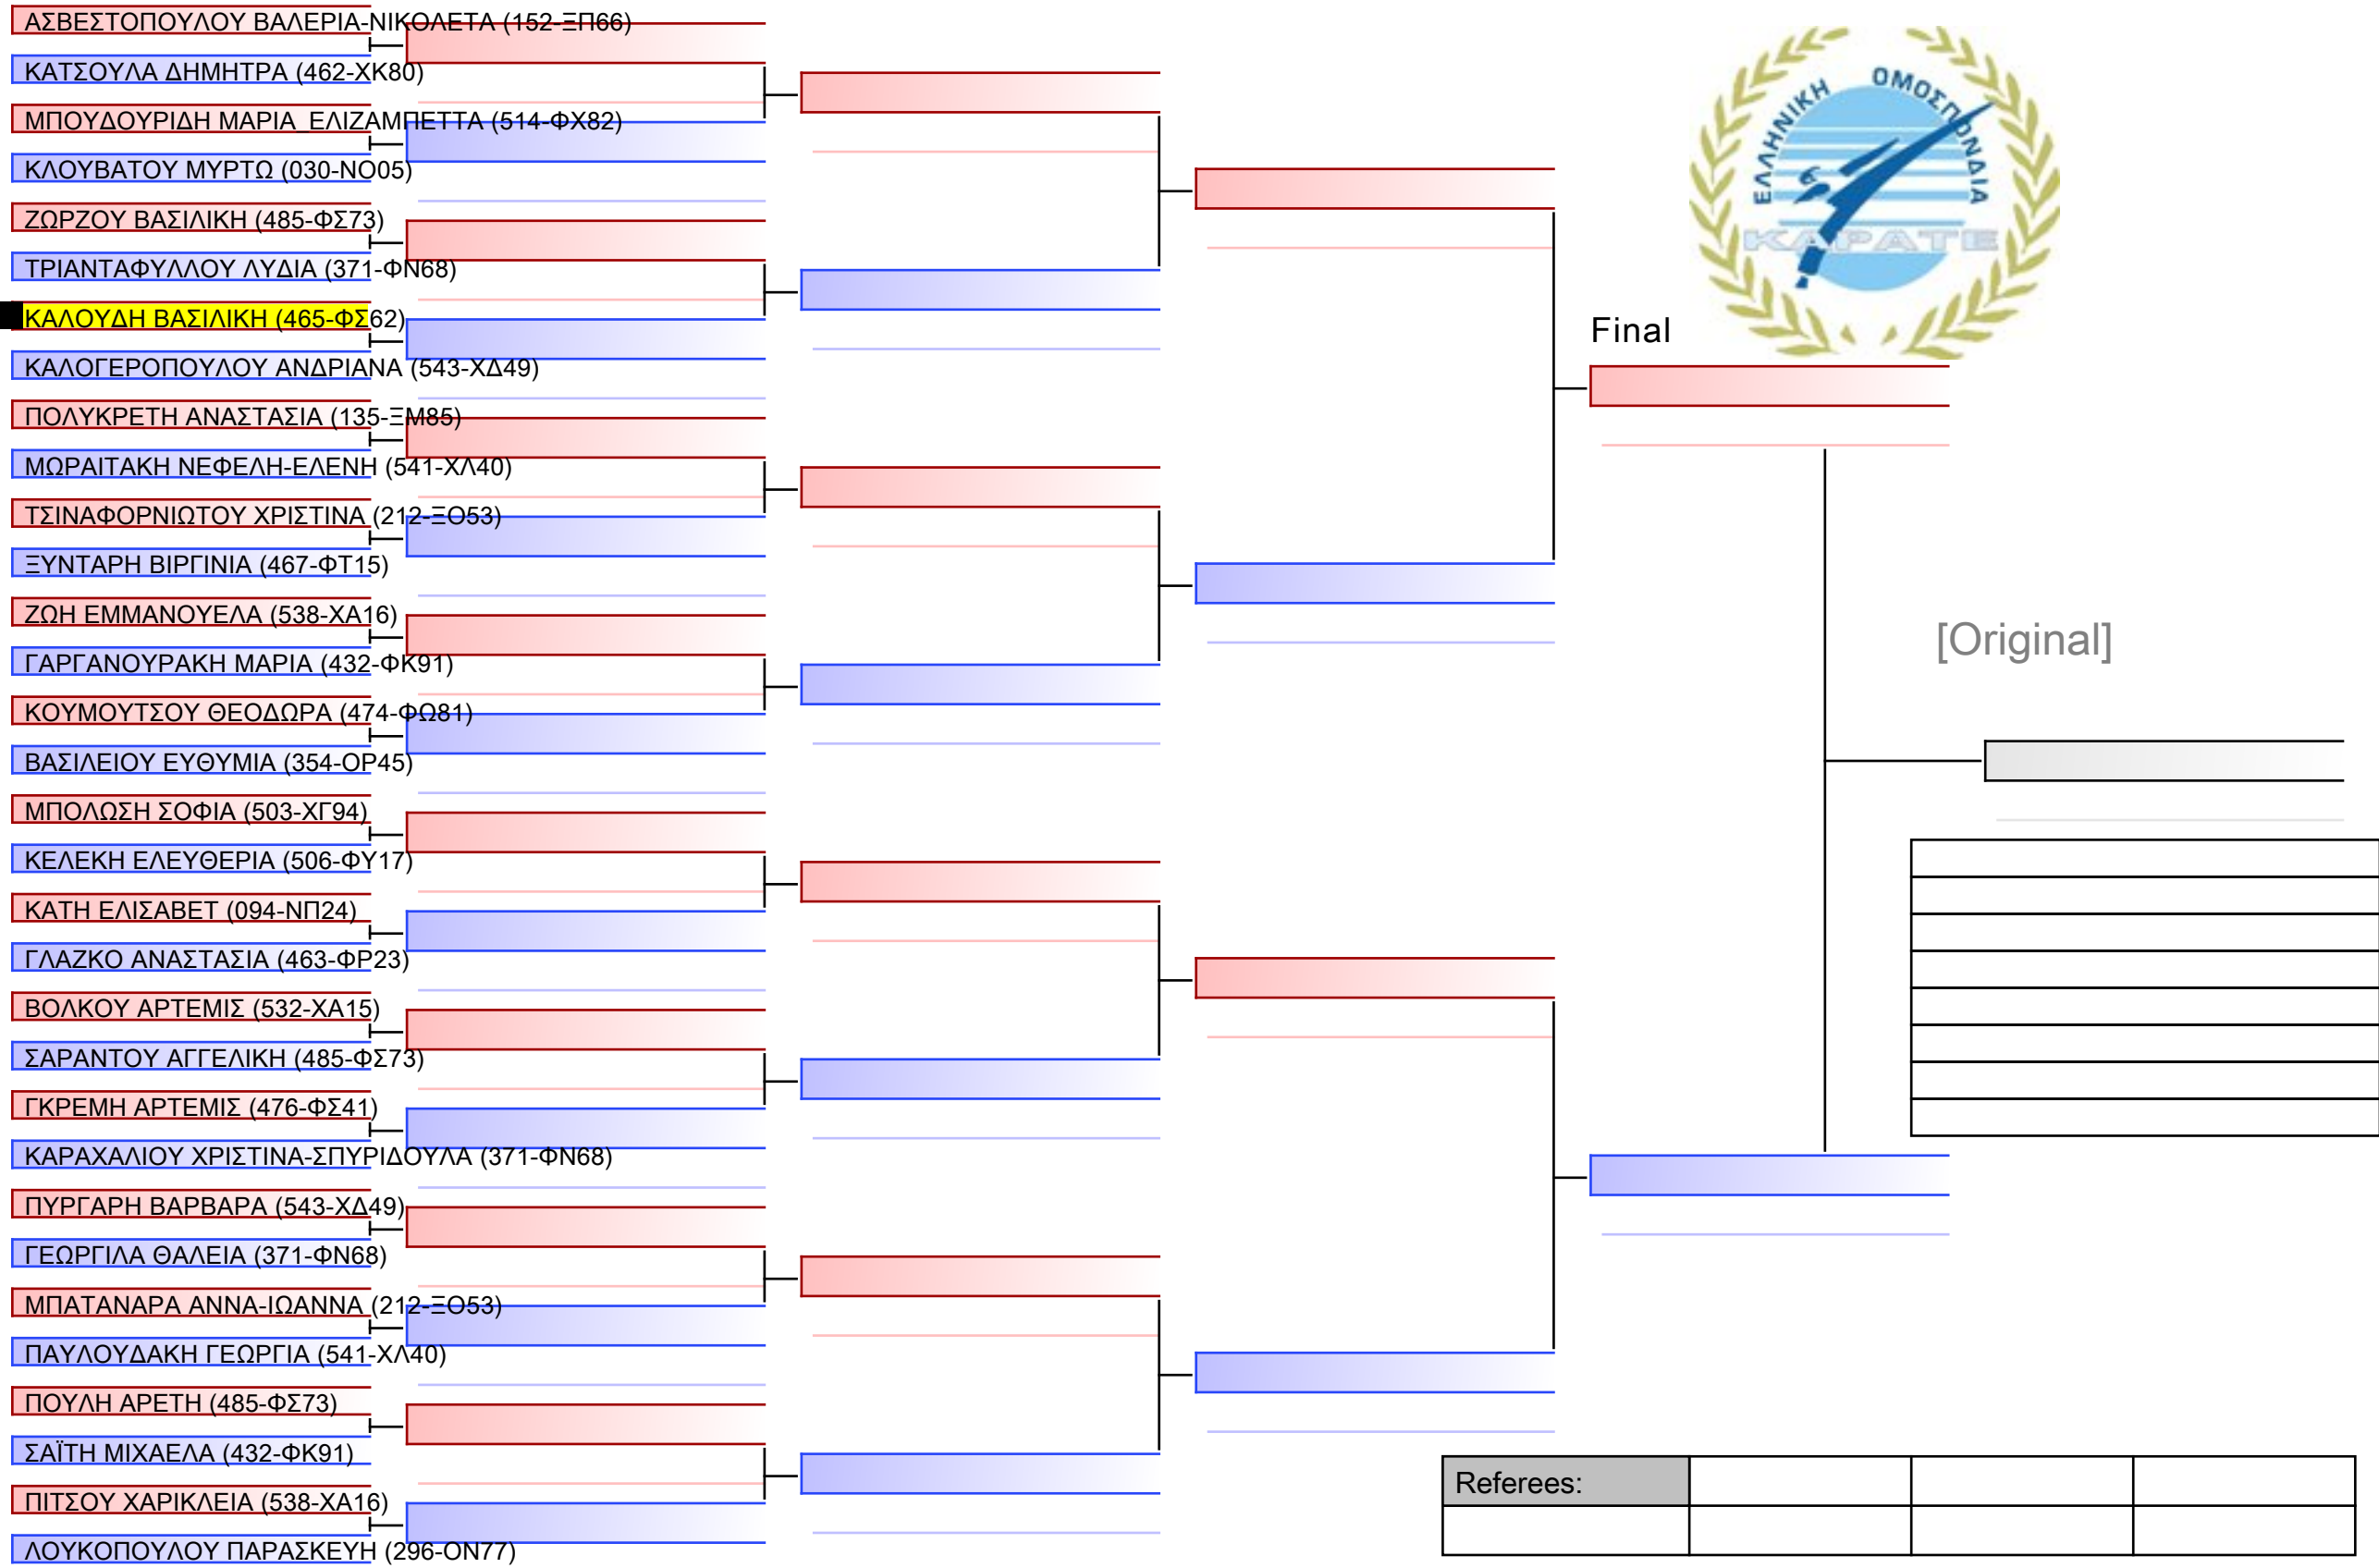 ΑΣΒΕΣΤΟΠΟΥΛΟΥ ΒΑΛΕΡΙΑ-ΝΙΚΟΛΕΤΑ (152-ΞΠ66)
ΚΑΤΣΟΥΛΑ ΔΗΜΗΤΡΑ (462-ΧΚ80)
ΜΠΟΥΔΟΥΡΙΔΗ ΜΑΡΙΑ ΕΛΙΖΑΜΠΕΤΤΑ (514-ΦΧ82)
ΚΛΟΥΒΑΤΟΥ ΜΥΡΤΩ (030-ΝΟ05)
ΖΩΡΖΟΥ ΒΑΣΙΛΙΚΗ (485-ΦΣ73)
ΤΡΙΑΝΤΑΦΥΛΛΟΥ ΛΥΔΙΑ (371-ΦΝ68)
ΚΑΛΟΥΔΗ ΒΑΣΙΛΙΚΗ (465-ΦΣ62)
ΚΑΛΟΓΕΡΟΠΟΥΛΟΥ ΑΝΔΡΙΑΝΑ (543-ΧΔ49)
ΠΟΛΥΚΡΕΤΗ ΑΝΑΣΤΑΣΙΑ (135-ΞΜ85)
ΜΩΡΑΙΤΑΚΗ ΝΕΦΕΛΗ-ΕΛΕΝΗ (541-ΧΛ40)
ΤΣΙΝΑΦΟΡΝΙΩΤΟΥ ΧΡΙΣΤΙΝΑ (212-ΞΟ53)
ΞΥΝΤΑΡΗ ΒΙΡΓΙΝΙΑ (467-ΦΤ15)
ΖΩΗ ΕΜΜΑΝΟΥΕΛΑ (538-ΧΑ16)
ΓΑΡΓΑΝΟΥΡΑΚΗ ΜΑΡΙΑ (432-ΦΚ91)
ΚΟΥΜΟΥΤΣΟΥ ΘΕΟΔΩΡΑ (474-ΦΩ81)
ΒΑΣΙΛΕΙΟΥ ΕΥΘΥΜΙΑ (354-ΟΡ45)
ΜΠΟΛΩΣΗ ΣΟΦΙΑ (503-ΧΓ94)
ΚΕΛΕΚΗ ΕΛΕΥΘΕΡΙΑ (506-ΦΥ17)
ΚΑΤΗ ΕΛΙΣΑΒΕΤ (094-ΝΠ24)
ΓΛΑΖΚΟ ΑΝΑΣΤΑΣΙΑ (463-ΦΡ23)
ΒΟΛΚΟΥ ΑΡΤΕΜΙΣ (532-ΧΑ15)
ΣΑΡΑΝΤΟΥ ΑΓΓΕΛΙΚΗ (485-ΦΣ73)
ΓΚΡΕΜΗ ΑΡΤΕΜΙΣ (476-ΦΣ41)
ΚΑΡΑΧΑΛΙΟΥ ΧΡΙΣΤΙΝΑ-ΣΠΥΡΙΔΟΥΛΑ (371-ΦΝ68)
ΠΥΡΓΑΡΗ ΒΑΡΒΑΡΑ (543-ΧΔ49)
ΓΕΩΡΓΙΛΑ ΘΑΛΕΙΑ (371-ΦΝ68)
ΜΠΑΤΑΝΑΡΑ ΑΝΝΑ-ΙΩΑΝΝΑ (212-ΞΟ53)
ΠΑΥΛΟΥΔΑΚΗ ΓΕΩΡΓΙΑ (541-ΧΛ40)
ΠΟΥΛΗ ΑΡΕΤΗ (485-ΦΣ73)
ΣΑΪΤΗ ΜΙΧΑΕΛΑ (432-ΦΚ91)
ΠΙΤΣΟΥ ΧΑΡΙΚΛΕΙΑ (538-ΧΑ16)
ΛΟΥΚΟΠΟΥΛΟΥ ΠΑΡΑΣΚΕΥΗ (296-ΟΝ77)
ΕΛΛΗΝΙΚΗ ΟΜΟΣΠΟΝΔΙΑ
ΚΑΡΑΤΕ
Final
[Original]
Referees: